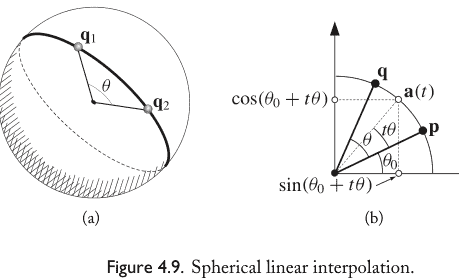 q1
θ
q2
(a)
q
cos(θ0 + tθ)
a(t)
p
θ
tθ
θ0
sin(θ0 + tθ)
(b)
Figure 4.9. Spherical linear interpolation.